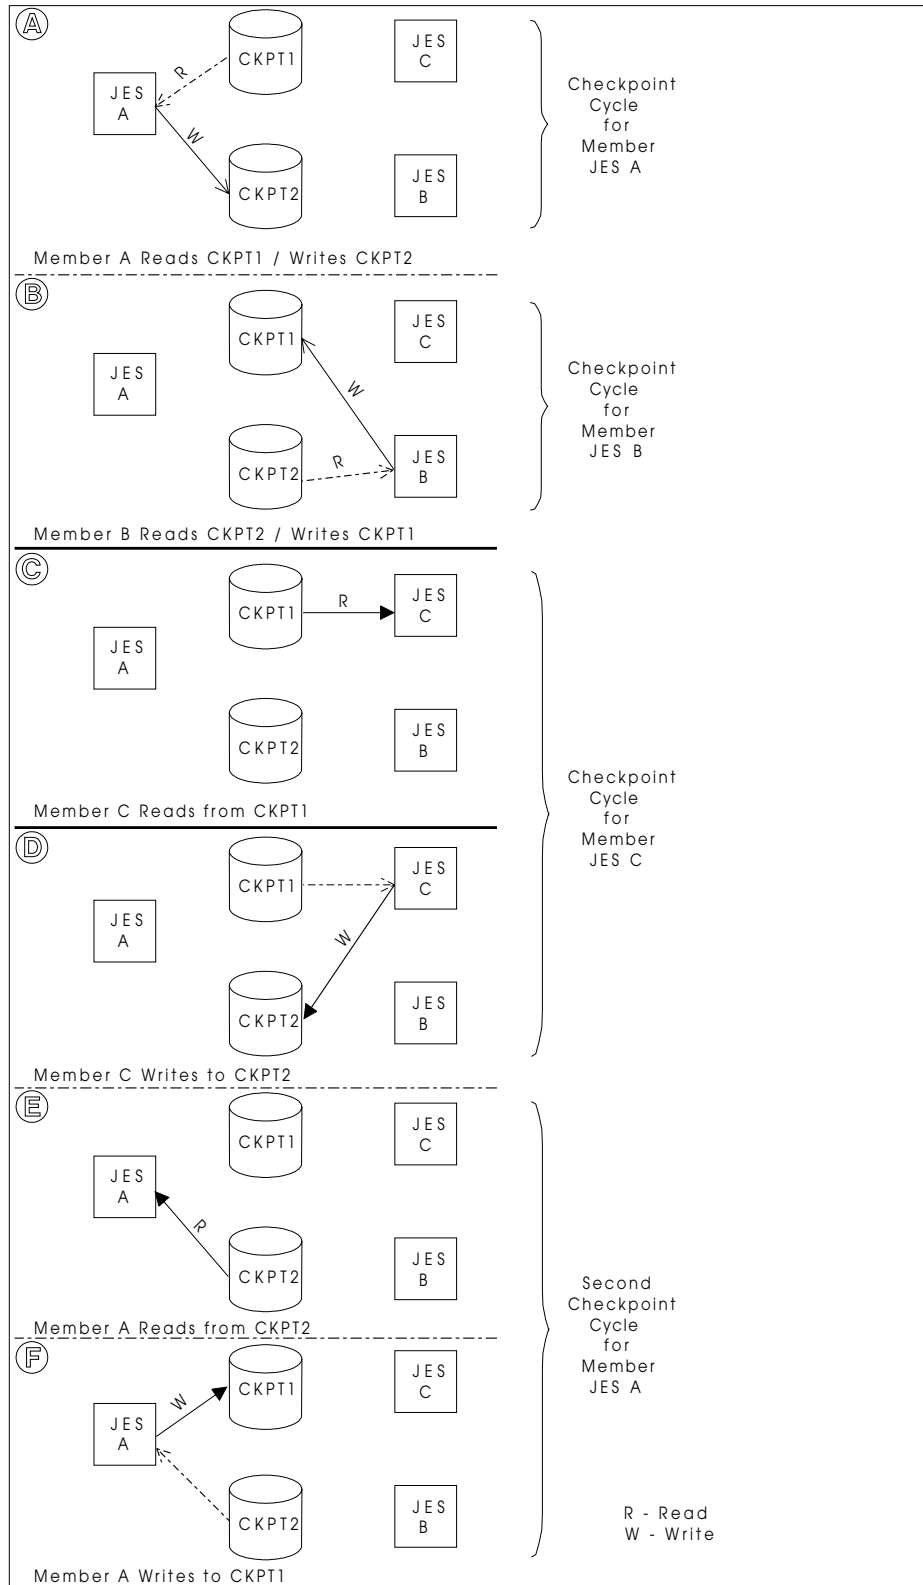 A
CKPT1
JES
C
R
JES
A
W
CKPT2
JES
B
Checkpoint
Cycle
for
Member
JES A
Member A Reads CKPT1 / Writes CKPT2
B
CKPT1
JES
C
JES
A
W
CKPT2
R
JES
B
Checkpoint
Cycle
for
Member
JES B
Member B Reads CKPT2 / Writes CKPT1
C
CKPT1
R
JES
C
JES
A
CKPT2
JES
B
Member C Reads from CKPT1
Checkpoint
Cycle
for
Member
JES C
D
CKPT1
JES
C
JES
A
W
CKPT2
JES
B
Member C Writes to CKPT2
E
CKPT1
JES
C
JES
A
R
CKPT2
JES
B
Member A Reads from CKPT2
Second
Checkpoint
Cycle
for
Member
JES A
F
CKPT1
JES
C
W
JES
A
CKPT2
JES
B
R - Read
W - Write
Member A Writes to CKPT1